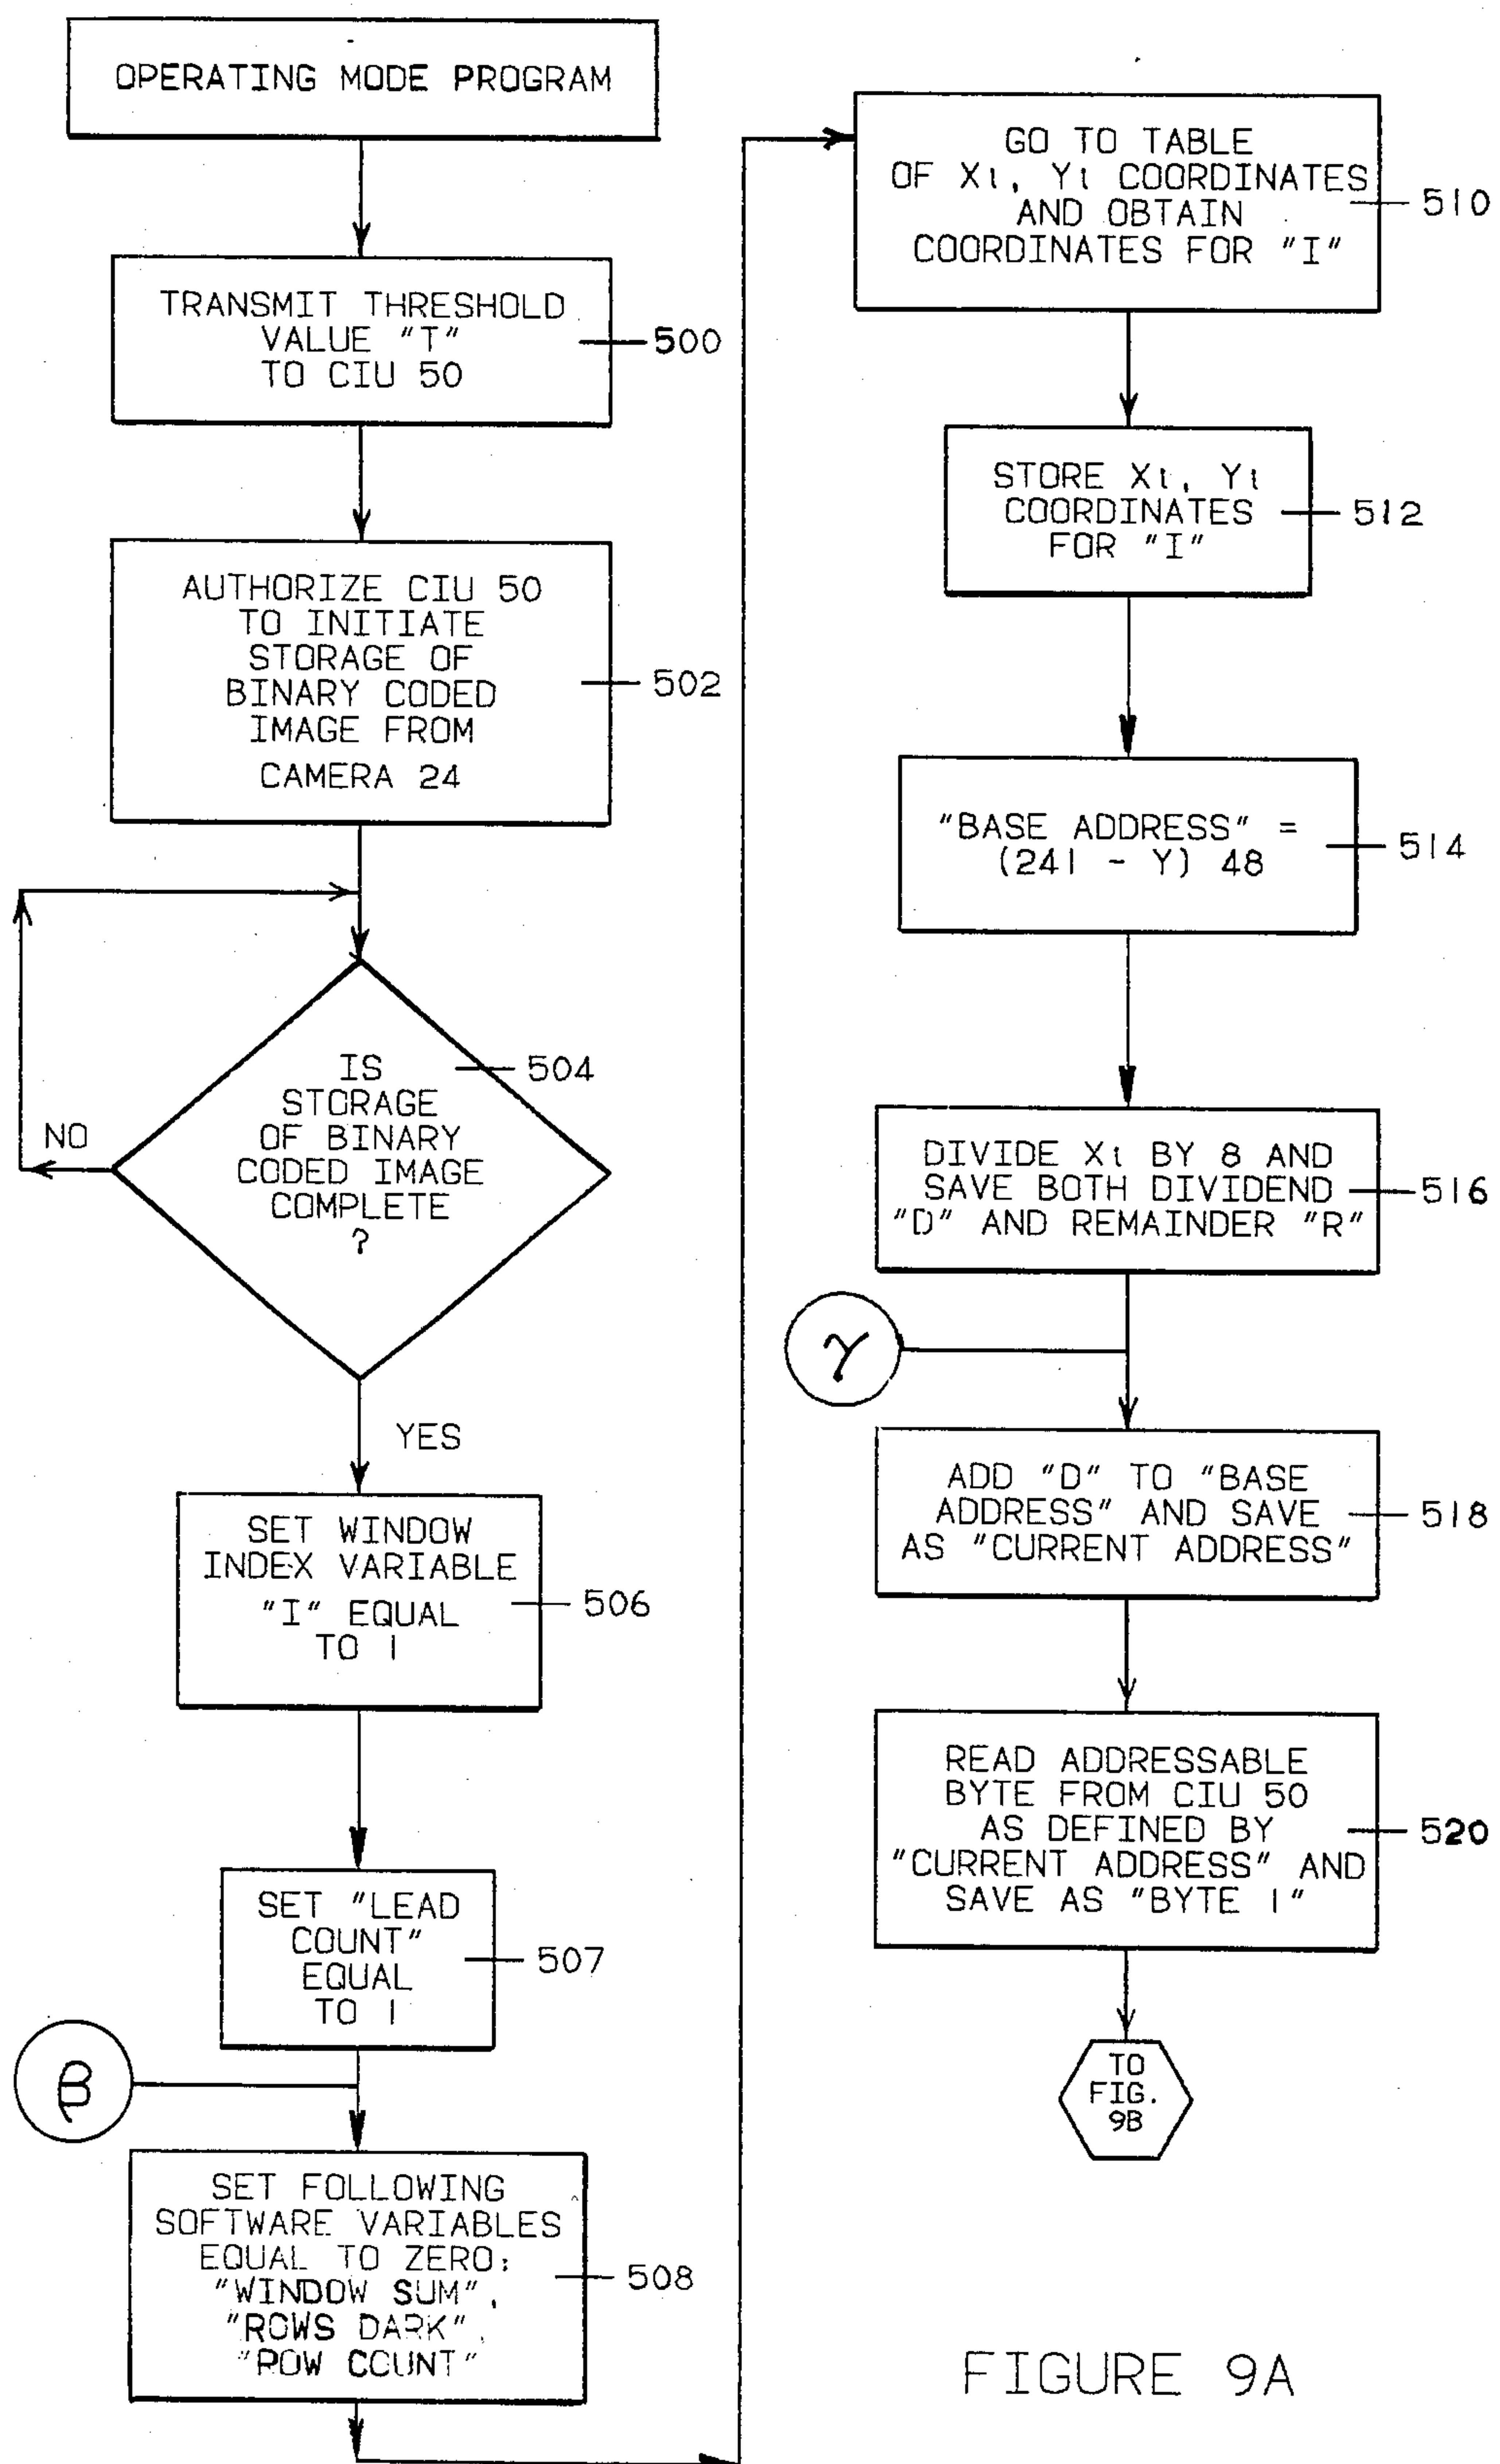 OPERATING MODE PROGRAM
TRANSMIT THRESHOLD
VALUE "T"
TO CIU 50
500
AUTHORIZE CIU 50
TO INITIATE
STORAGE OF
BINARY CODED
IMAGE FROM
CAMERA 24
502
IS
STORAGE
OF BINARY
CODED IMAGE
COMPLETE
?
504
NO
YES
SET WINDOW
INDEX VARIABLE
"I" EQUAL
TO 1
506
SET "LEAD
COUNT"
EQUAL
TO 1
507
β
SET FOLLOWING
SOFTWARE VARIABLES
EQUAL TO ZERO:
"WINDOW SUM",
"ROWS DARK",
"ROW COUNT"
508
GO TO TABLE
OF Xi, Yi COORDINATES
AND OBTAIN
COORDINATES FOR "I"
510
STORE Xi, Yi
COORDINATES
FOR "I"
512
"BASE ADDRESS" =
(241 - Y) 48
514
DIVIDE Xi BY 8 AND
SAVE BOTH DIVIDEND
"D" AND REMAINDER "R"
516
γ
ADD "D" TO "BASE
ADDRESS" AND SAVE
AS "CURRENT ADDRESS"
518
READ ADDRESSABLE
BYTE FROM CIU 50
AS DEFINED BY
"CURRENT ADDRESS" AND
SAVE AS "BYTE 1"
520
TO
FIG.
9B
FIGURE 9A